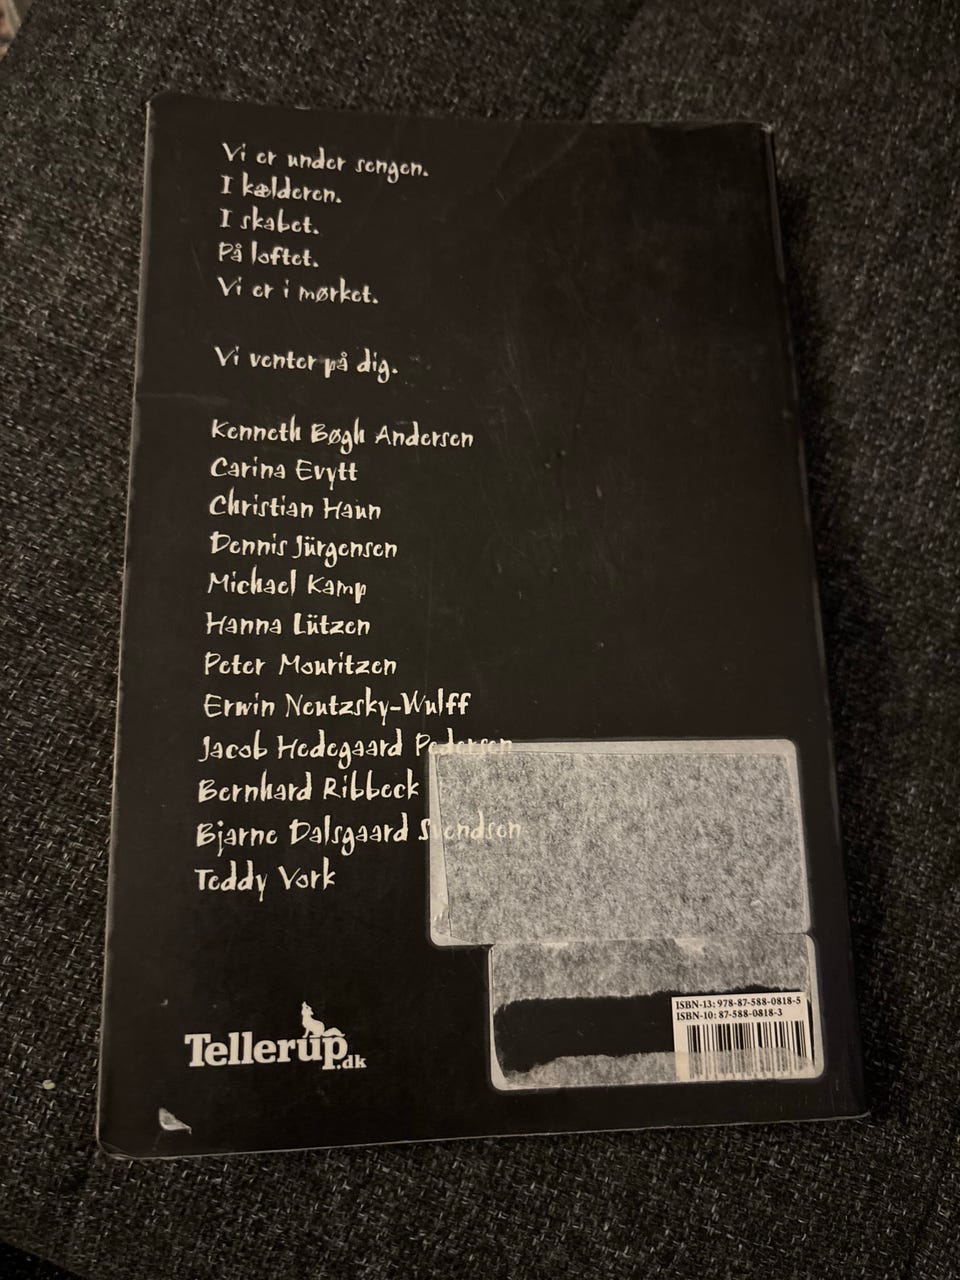 Vi er under sengen.
I kælderen.
I skabet.
På loftet.
Vi er i mørket.
Vi venter på dig.
Kenneth Bøgh Andersen
Carina Evytt
Christian Haun
Dennis Jürgensen
Michael Kamp
Hanna Lützen
Peter Mouritzen
Erwin Neutzsky-Wulff
Jacob Hedegaard Pedersen
Bernhard Ribbeck
Bjarne Dalsgaard Svendsen
Teddy Vork
ISBN-13: 978-87-588-0818-5
ISBN-10: 87-588-0818-3
Tellerup.dk